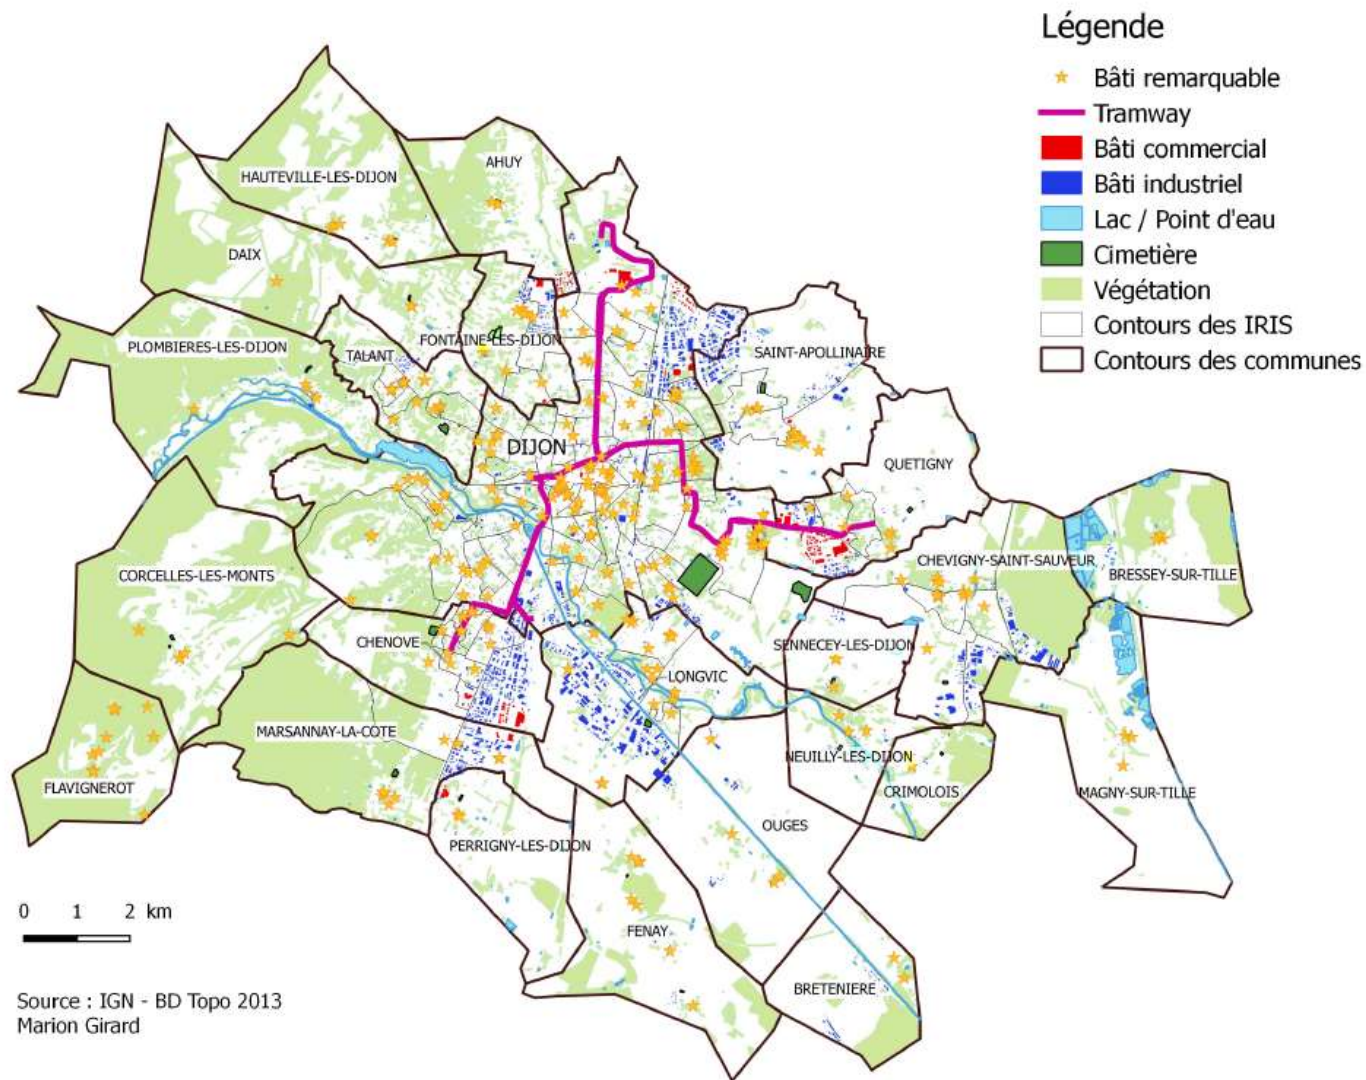 Légende
Bâti remarquable
Tramway
Bâti commercial
Bâti industriel
Lac / Point d'eau
Cimetière
Végétation
Contours des IRIS
Contours des communes
AHUY
HAUTEVILLE-LES-DIJON
DAIX
PLOMBIERES-LES-DIJON
TALANT
FONTAINE-LES-DIJON
SAINT-APOLLINAIRE
DIJON
QUETIGNY
CHEVIGNY-SAINT-SAUVEUR
BRESSEY-SUR-TILLE
CORCELLES-LES-MONTS
CHENOVE
SENNECEY-LES-DIJON
LONGVIC
MARSANNAY-LA-COTE
NEUILLY-LES-DIJON
FLAVIGNEROT
CRIMOLOIS
MAGNY-SUR-TILLE
OUGES
PERRIGNY-LES-DIJON
FENAY
BRETENIERE
0 1 2 km
Source : IGN - BD Topo 2013
Marion Girard